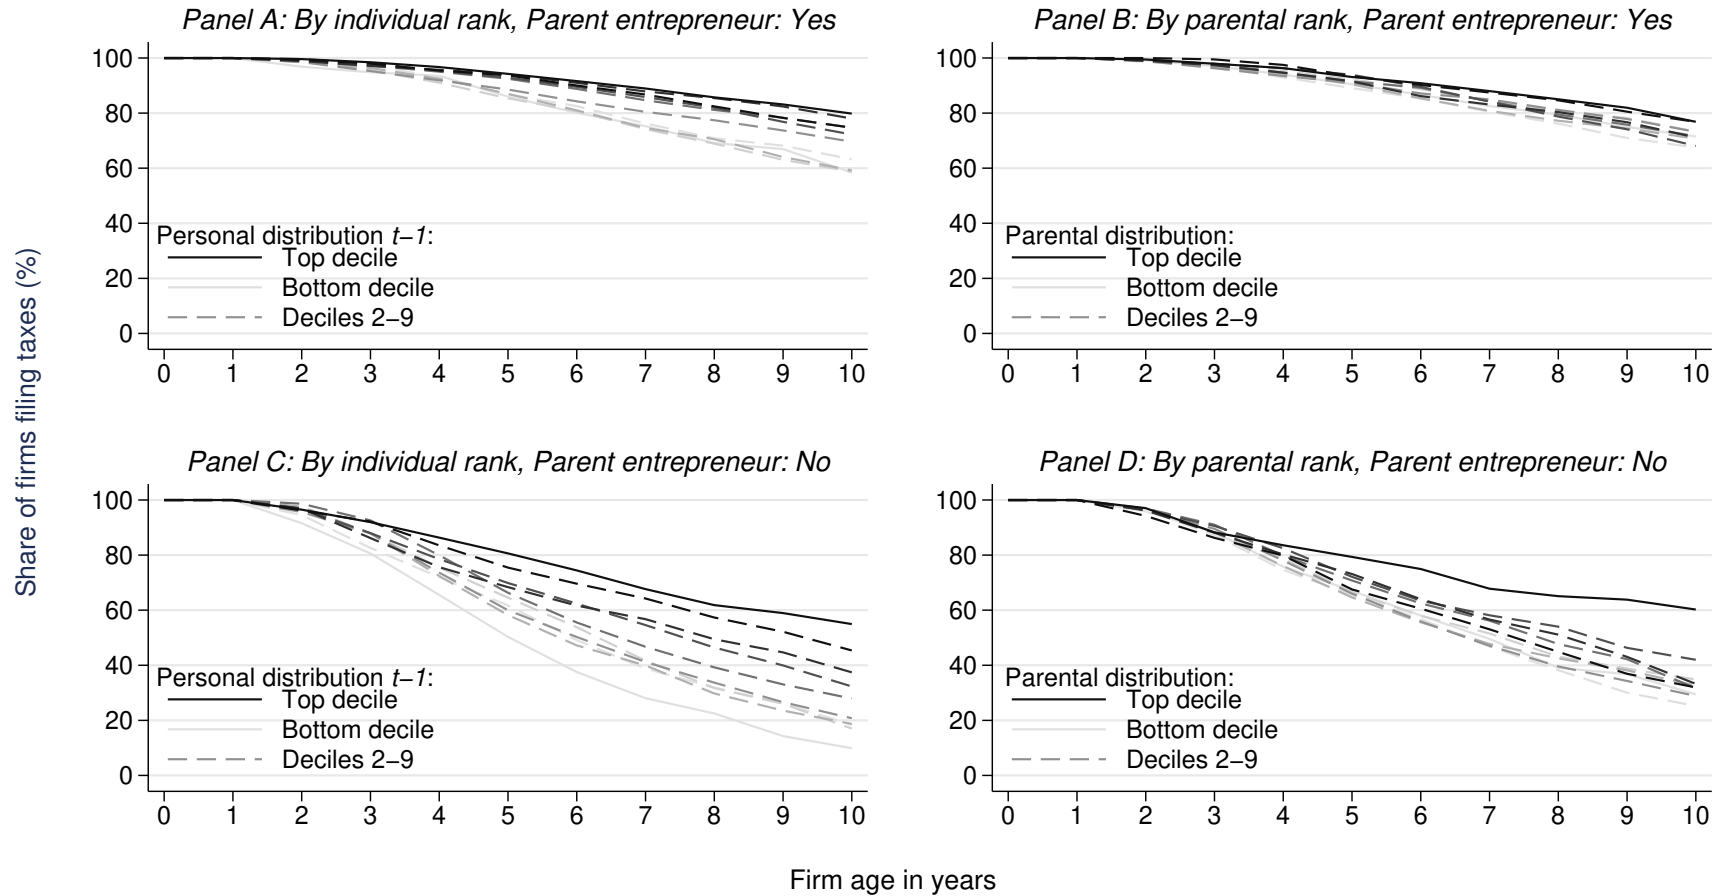 Panel A: By individual rank, Parent entrepreneur: Yes
100
80
60
40
20
0
Personal distribution t−1:
Top decile
Bottom decile
Deciles 2−9
0 1 2 3 4 5 6 7 8 9 10
Panel B: By parental rank, Parent entrepreneur: Yes
100
80
60
40
20
0
Parental distribution:
Top decile
Bottom decile
Deciles 2−9
0 1 2 3 4 5 6 7 8 9 10
Share of firms filing taxes (%)
Panel C: By individual rank, Parent entrepreneur: No
100
80
60
40
20
0
Personal distribution t−1:
Top decile
Bottom decile
Deciles 2−9
0 1 2 3 4 5 6 7 8 9 10
Panel D: By parental rank, Parent entrepreneur: No
100
80
60
40
20
0
Parental distribution:
Top decile
Bottom decile
Deciles 2−9
0 1 2 3 4 5 6 7 8 9 10
Firm age in years